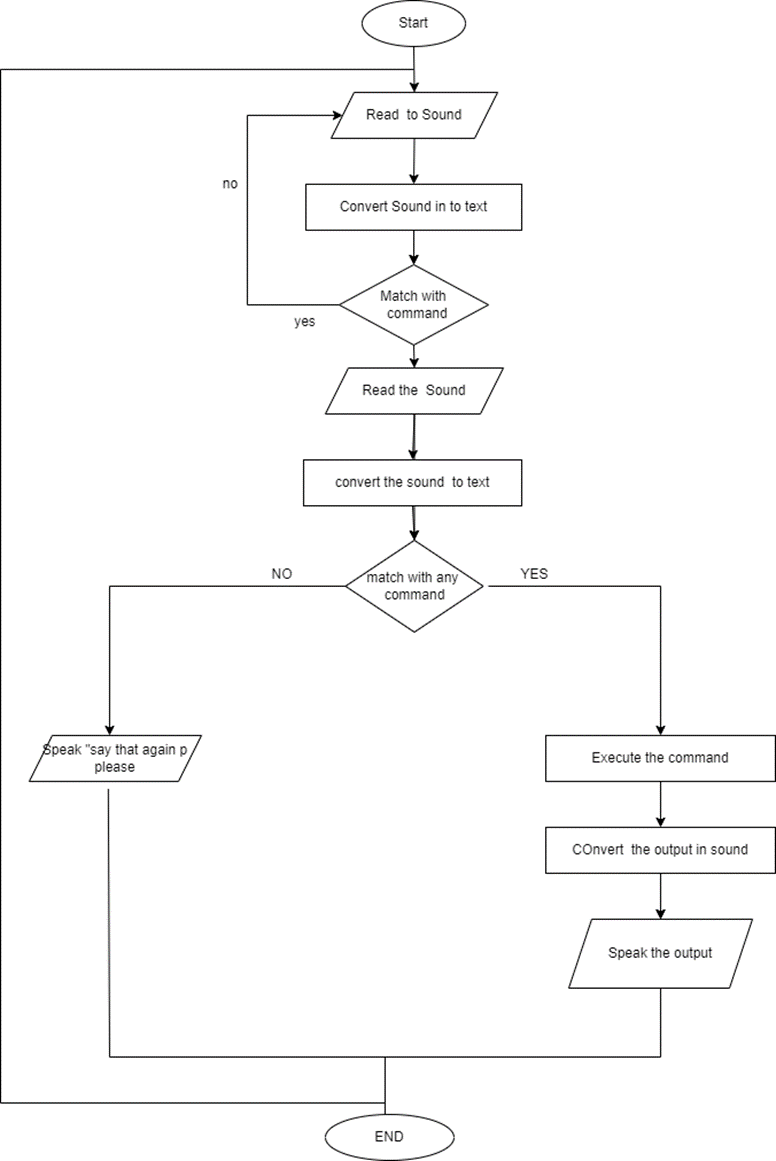 Start
Read to Sound
no
Convert Sound in to text
Match with
command
yes
Read the Sound
convert the sound to text
NO
match with any
command
YES
Speak "say that again p
please
Execute the command
COnvert the output in sound
Speak the output
END